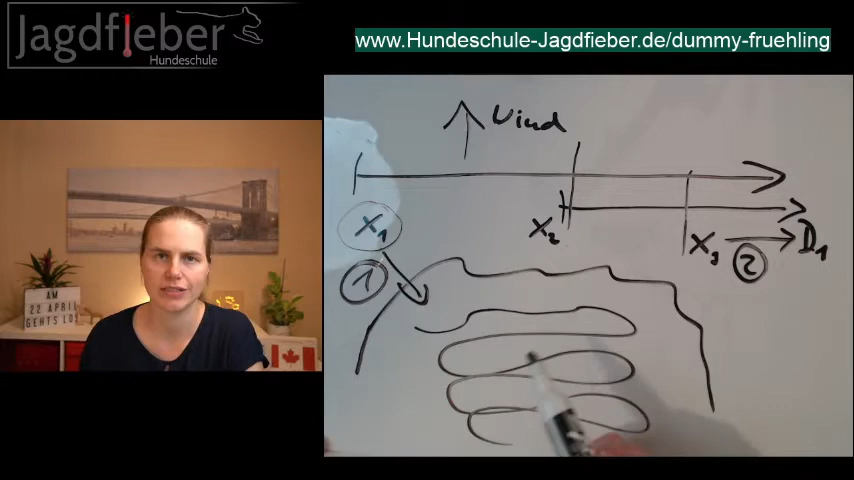 Jagdfieber
Hundeschule
www.Hundeschule-Jagdfieber.de/dummy-fruehling
Wind
X1
X2
X3
D1
1
2
AM
22 APRIL
GEHTS LOS